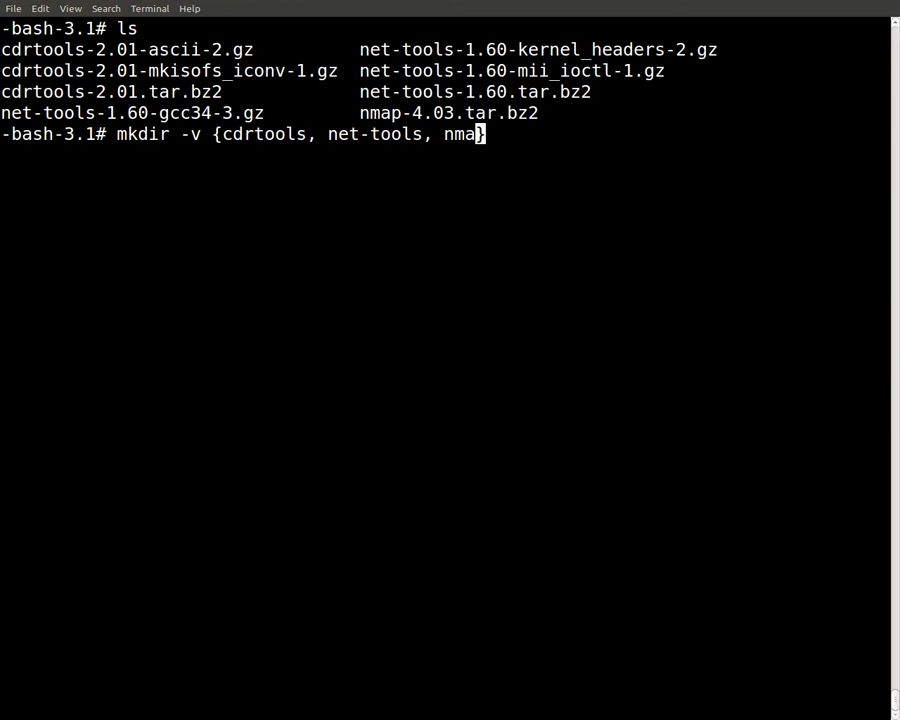 File Edit View Search Terminal Help
-bash-3.1# ls
cdrtools-2.01-ascii-2.gz net-tools-1.60-kernel_headers-2.gz
cdrtools-2.01-mkisofs_iconv-1.gz net-tools-1.60-mii_ioctl-1.gz
cdrtools-2.01.tar.bz2 net-tools-1.60.tar.bz2
net-tools-1.60-gcc34-3.gz nmap-4.03.tar.bz2
-bash-3.1# mkdir -v {cdrtools, net-tools, nma}